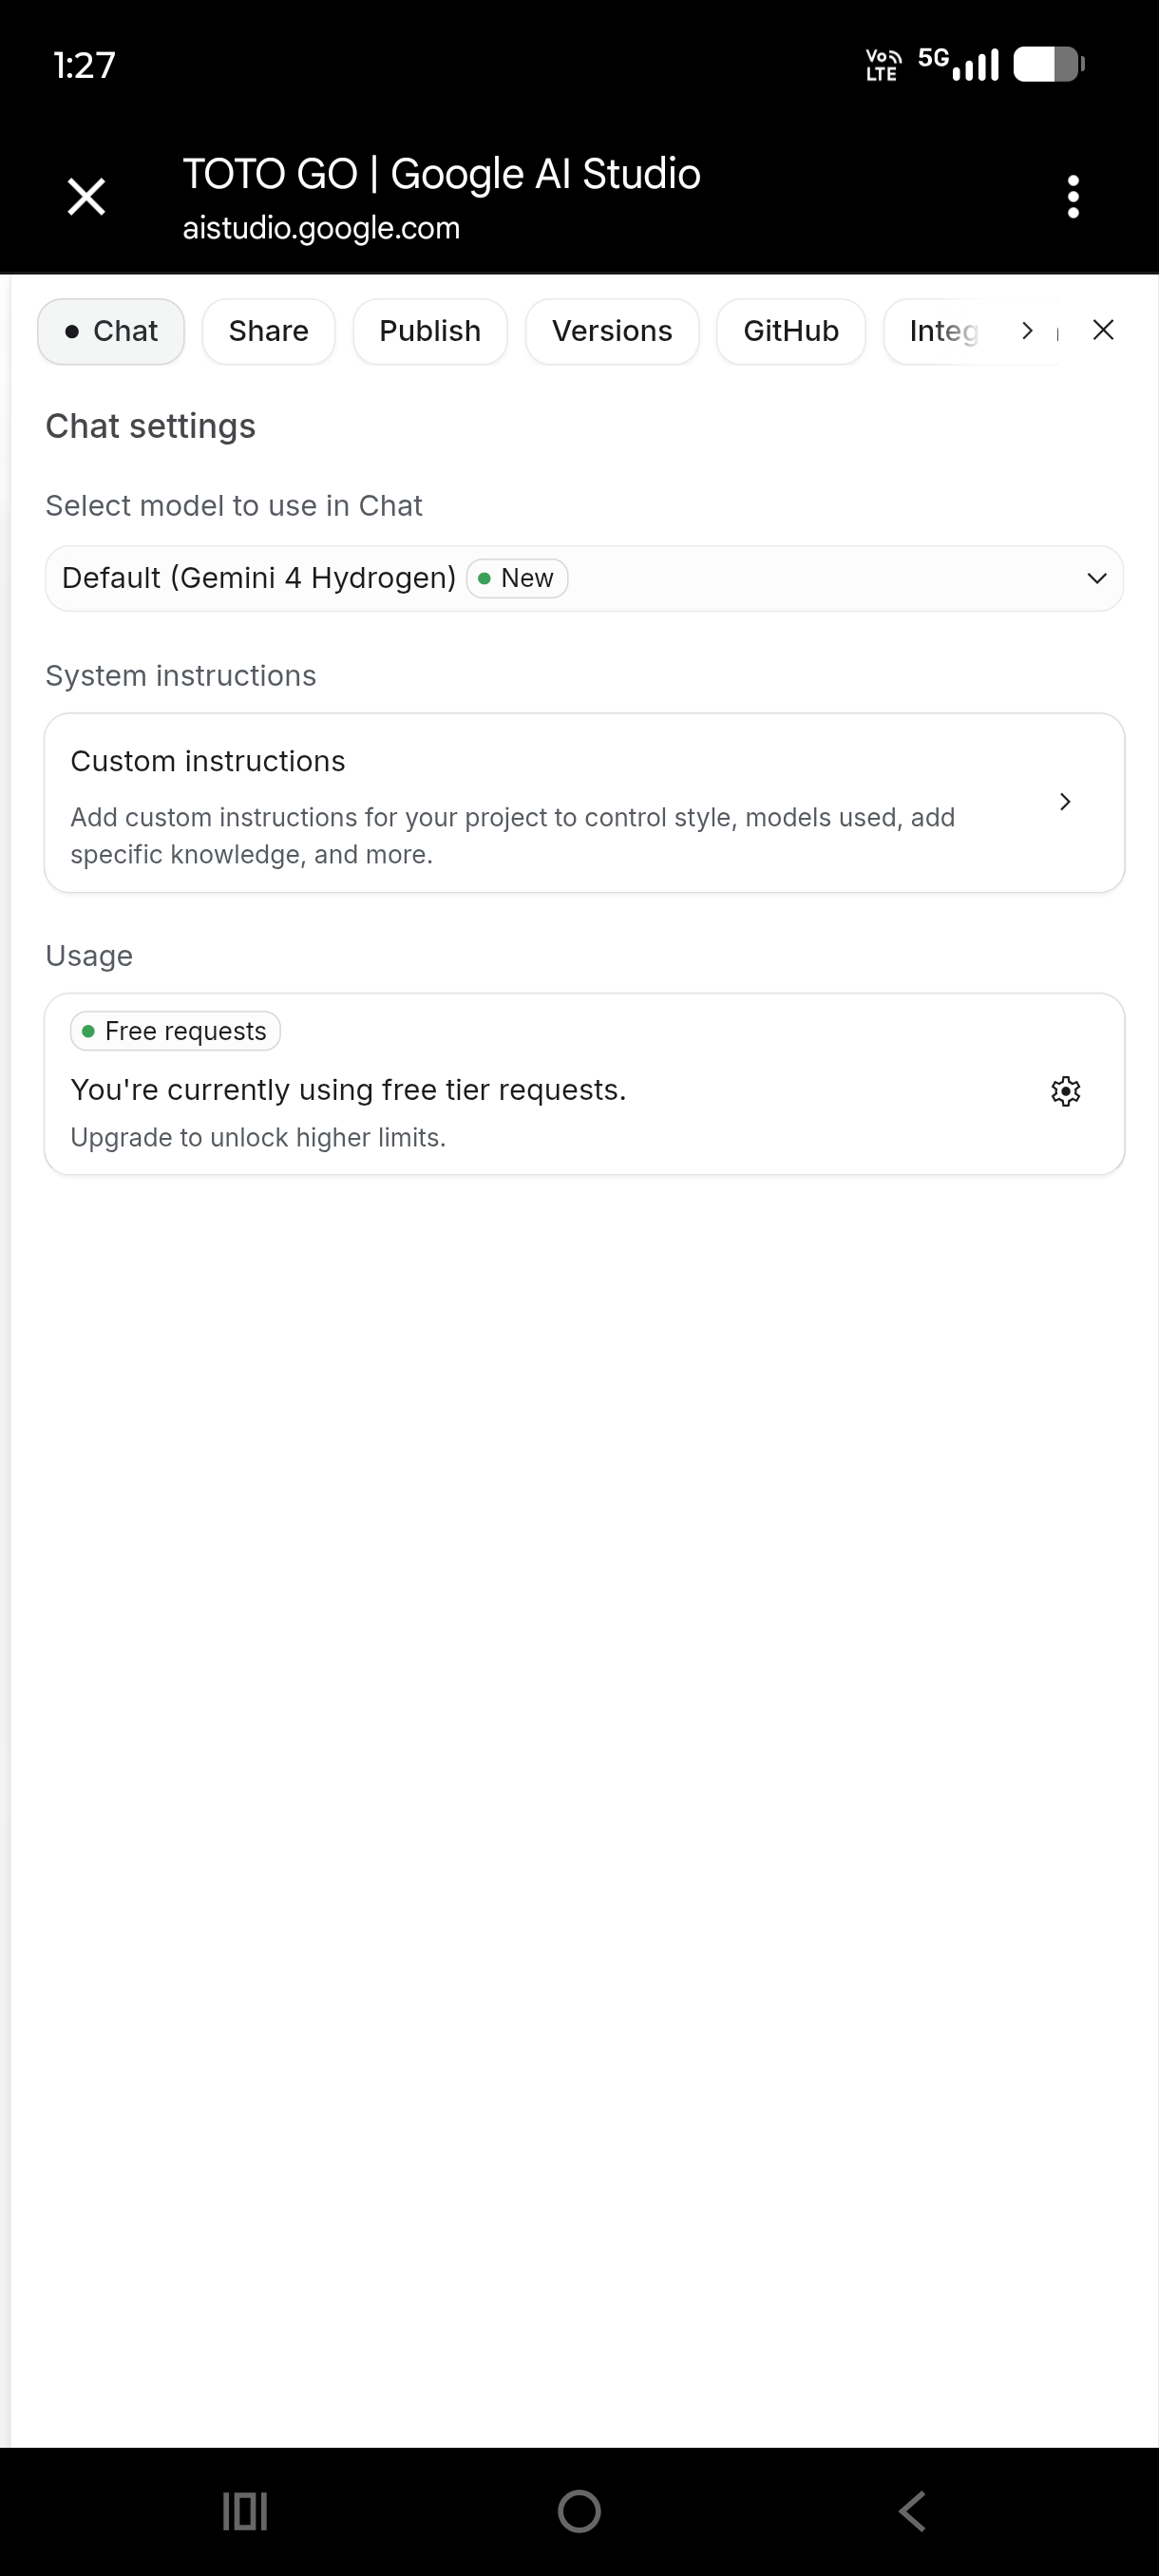 1:27
Vo LTE
5G
TOTO GO | Google AI Studio
aistudio.google.com
Chat
Share
Publish
Versions
GitHub
Integ
Chat settings
Select model to use in Chat
Default (Gemini 4 Hydrogen)
New
System instructions
Custom instructions
Add custom instructions for your project to control style, models used, add
specific knowledge, and more.
Usage
Free requests
You're currently using free tier requests.
Upgrade to unlock higher limits.